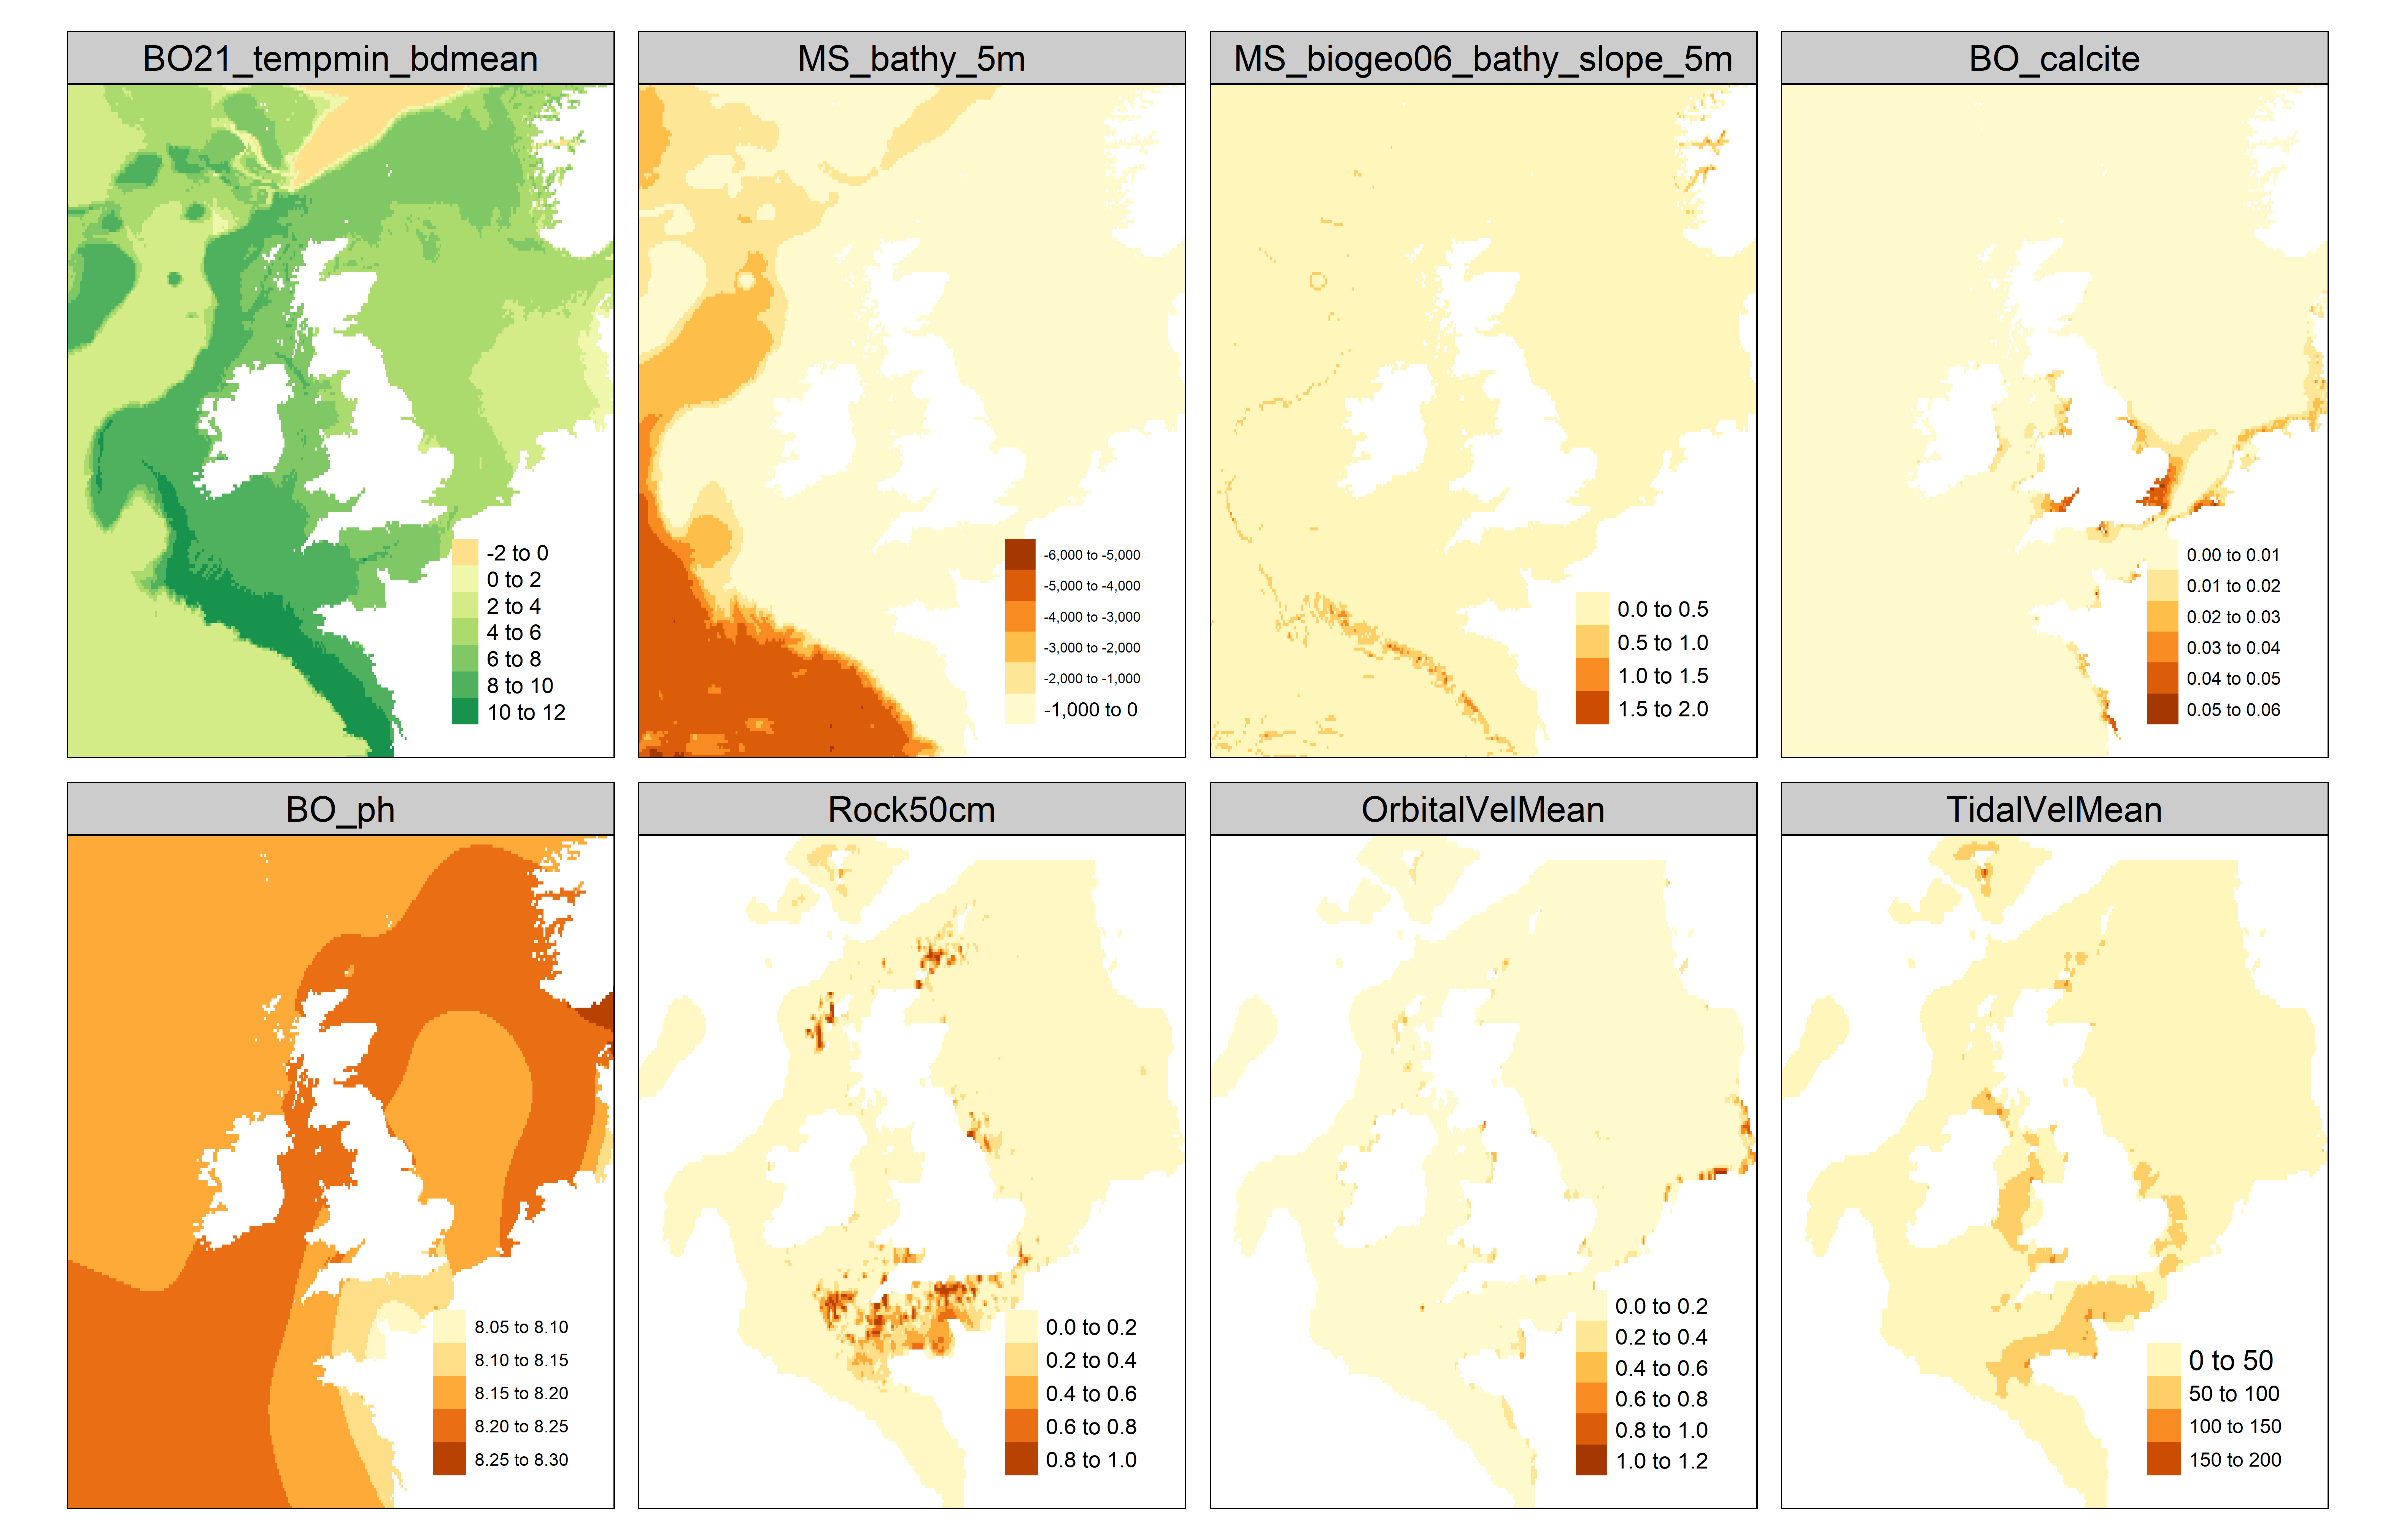 BO21_tempmin_bdmean
MS_bathy_5m
MS_biogeo06_bathy_slope_5m
BO_calcite
-2 to 0
0 to 2
2 to 4
4 to 6
6 to 8
8 to 10
10 to 12
-6,000 to -5,000
-5,000 to -4,000
-4,000 to -3,000
-3,000 to -2,000
-2,000 to -1,000
-1,000 to 0
0.0 to 0.5
0.5 to 1.0
1.0 to 1.5
1.5 to 2.0
0.00 to 0.01
0.01 to 0.02
0.02 to 0.03
0.03 to 0.04
0.04 to 0.05
0.05 to 0.06
BO_ph
Rock50cm
OrbitalVelMean
TidalVelMean
8.05 to 8.10
8.10 to 8.15
8.15 to 8.20
8.20 to 8.25
8.25 to 8.30
0.0 to 0.2
0.2 to 0.4
0.4 to 0.6
0.6 to 0.8
0.8 to 1.0
0.0 to 0.2
0.2 to 0.4
0.4 to 0.6
0.6 to 0.8
0.8 to 1.0
1.0 to 1.2
0 to 50
50 to 100
100 to 150
150 to 200